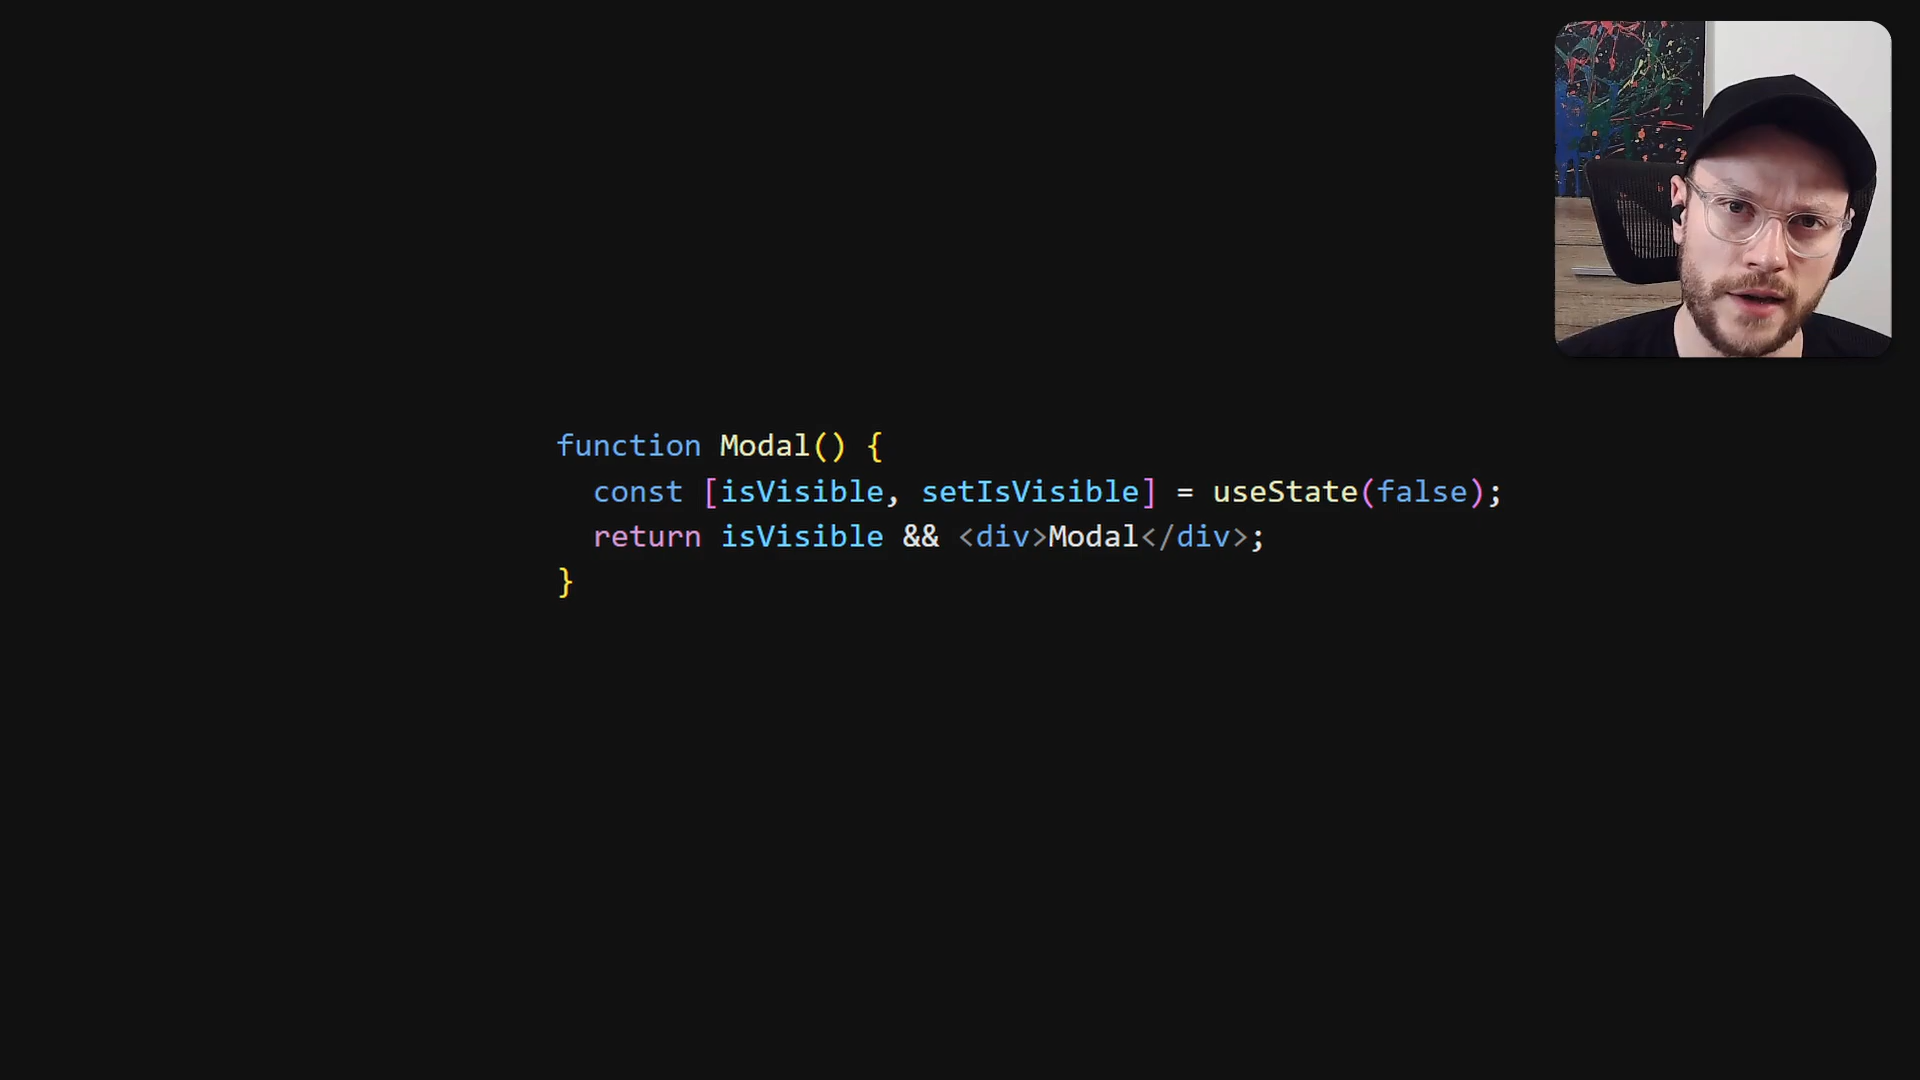 function Modal() {
  const [isVisible, setIsVisible] = useState(false);
  return isVisible && <div>Modal</div>;
}